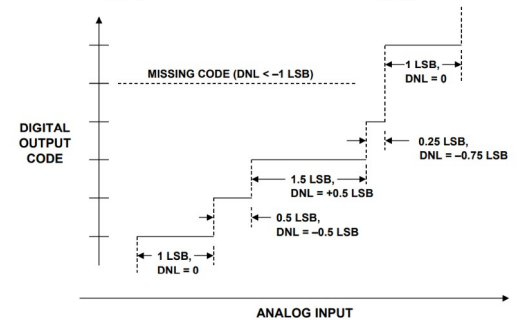 1 LSB,
DNL = 0
MISSING CODE (DNL < –1 LSB)
DIGITAL
OUTPUT
CODE
0.25 LSB,
DNL = –0.75 LSB
1.5 LSB,
DNL = +0.5 LSB
0.5 LSB,
DNL = –0.5 LSB
1 LSB,
DNL = 0
ANALOG INPUT